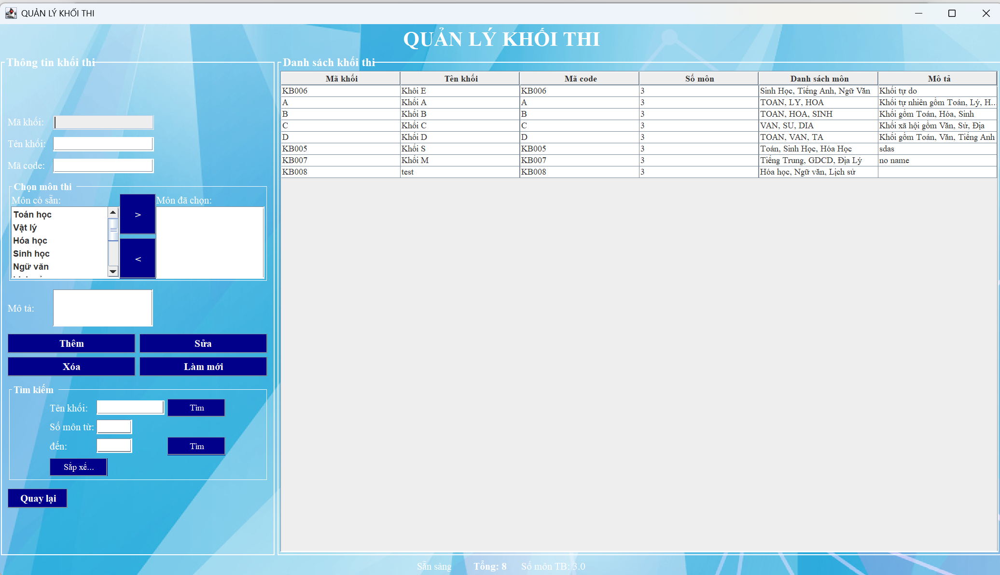 QUẢN LÝ KHỐI THI
QUẢN LÝ KHỐI THI
Thông tin khối thi
Mã khối:
Tên khối:
Mã code:
Chọn môn thi
Môn có sẵn:
Môn đã chọn:
Toán học
Vật lý
Hóa học
Sinh học
Ngữ văn
>
<
Mô tả:
Thêm
Sửa
Xóa
Làm mới
Tìm kiếm
Tên khối:
Tìm
Số môn từ:
đến:
Tìm
Sắp xế...
Quay lại
Danh sách khối thi
Mã khối Tên khối Mã code Số môn Danh sách môn Mô tả
KB006 Khôi E KB006 3 Sinh Học, Tiếng Anh, Ngữ Văn Khối tự do
A Khối A A 3 TOAN, LY, HOA Khối tự nhiên gồm Toán, Lý, H...
B Khối B B 3 TOAN, HOA, SINH Khối gồm Toán, Hóa, Sinh
C Khối C C 3 VAN, SU, DIA Khối xã hội gồm Văn, Sử, Địa
D Khối D D 3 TOAN, VAN, TA Khối gồm Toán, Văn, Tiếng Anh
KB005 Khối S KB005 3 Toán, Sinh Học, Hóa Học sdas
KB007 Khối M KB007 3 Tiếng Trung, GDCD, Địa Lý no name
KB008 test KB008 3 Hóa học, Ngữ văn, Lịch sử
Sẵn sàng Tổng: 8 Số môn TB: 3.0